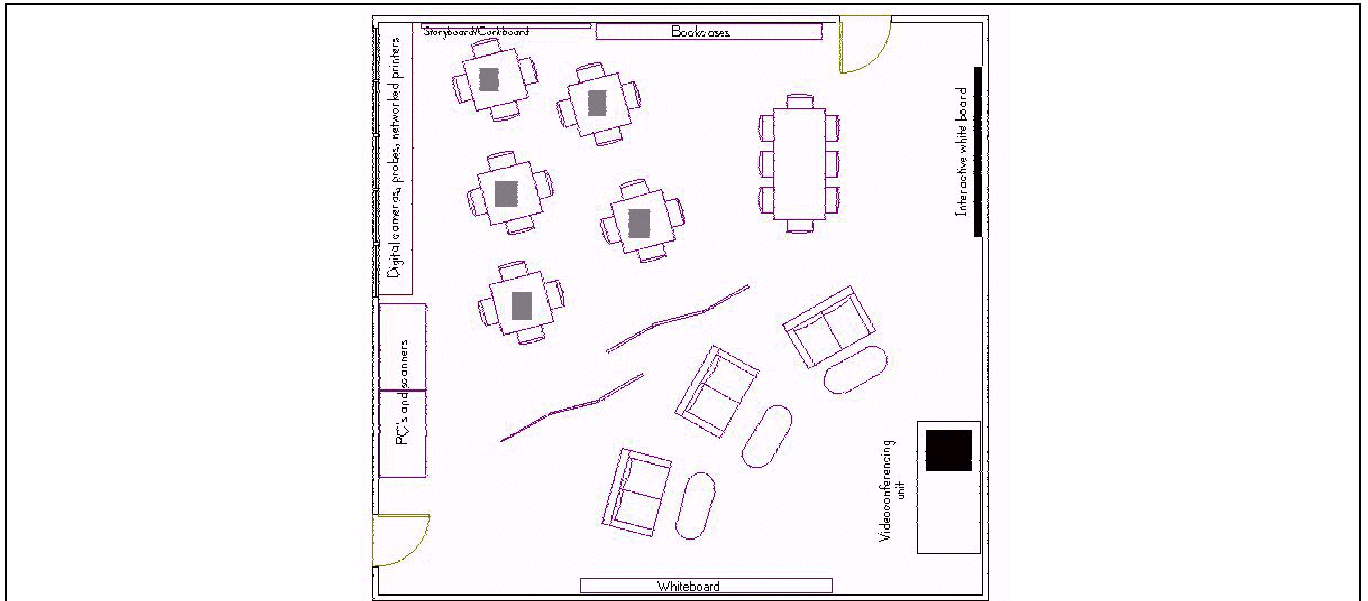 Storyboard/Corkboard
Bookcases
Digital cameras, probes, networked printers
Interactive white board
PC's and scanners
Videoconferencing
unit
Whiteboard